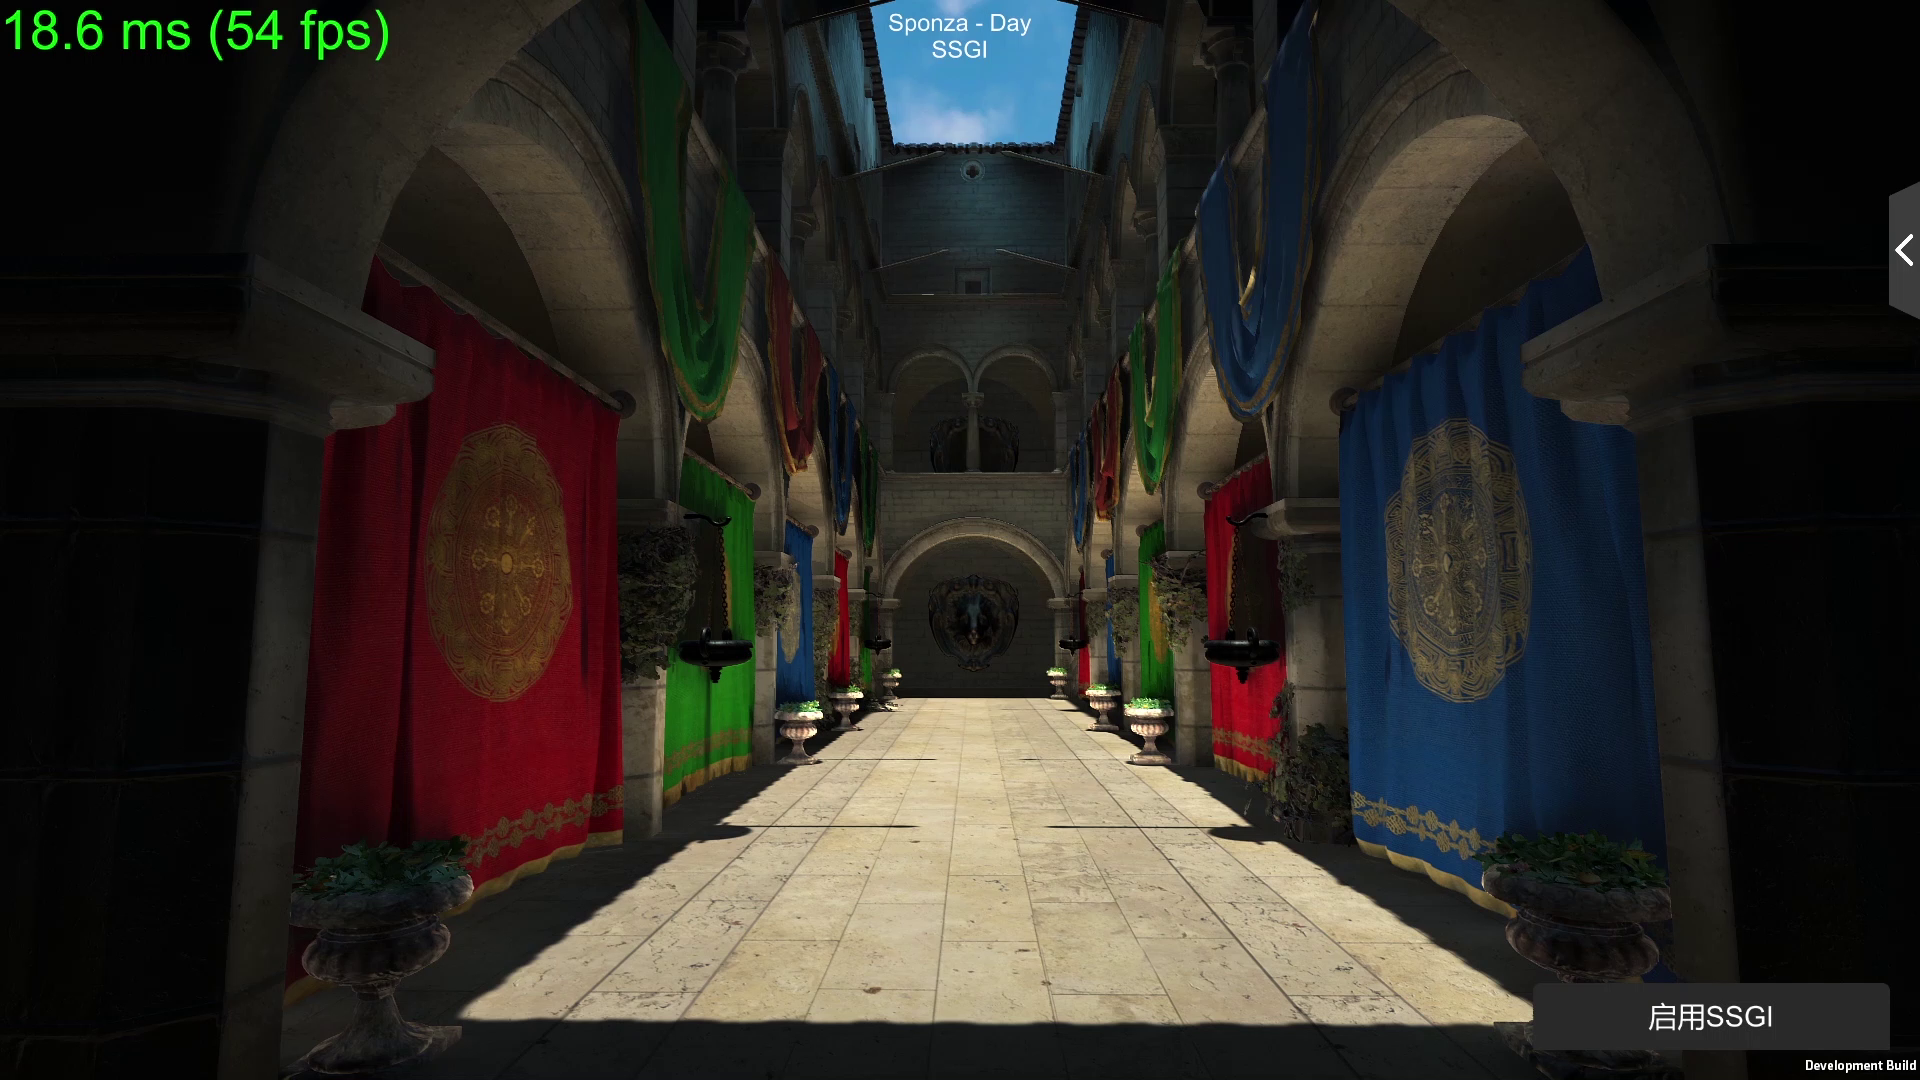 18.6 ms (54 fps)
Sponza - Day
SSGI
启用SSGI
Development Build